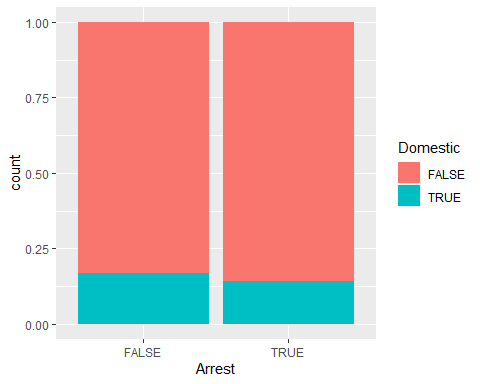 1.00
0.75
0.50
0.25
0.00
count
FALSE
TRUE
Arrest
Domestic
FALSE
TRUE